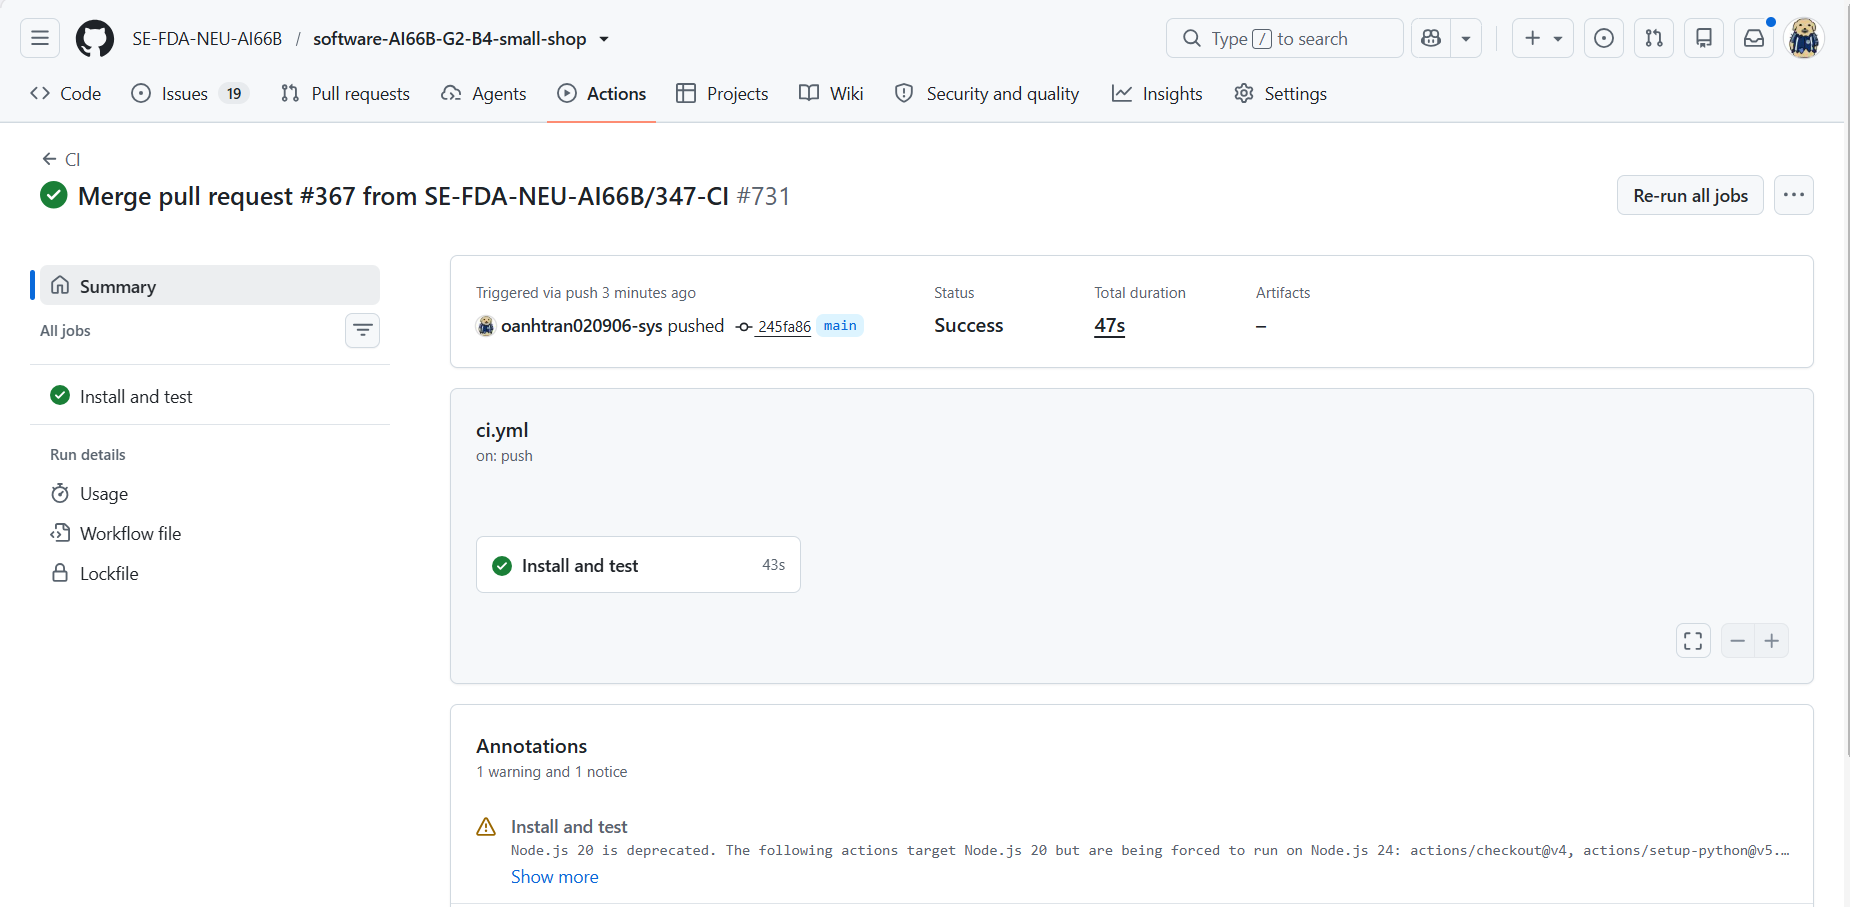 SE-FDA-NEU-AI66B / software-AI66B-G2-B4-small-shop
Type / to search
Code
Issues 19
Pull requests
Agents
Actions
Projects
Wiki
Security and quality
Insights
Settings
← CI
Merge pull request #367 from SE-FDA-NEU-AI66B/347-CI #731
Re-run all jobs
Summary
All jobs
Install and test
Run details
Usage
Workflow file
Lockfile
Triggered via push 3 minutes ago
oanhtran020906-sys pushed 245fa86 main
Status
Success
Total duration
47s
Artifacts
–
ci.yml
on: push
Install and test 43s
Annotations
1 warning and 1 notice
Install and test
Node.js 20 is deprecated. The following actions target Node.js 20 but are being forced to run on Node.js 24: actions/checkout@v4, actions/setup-python@v5.…
Show more